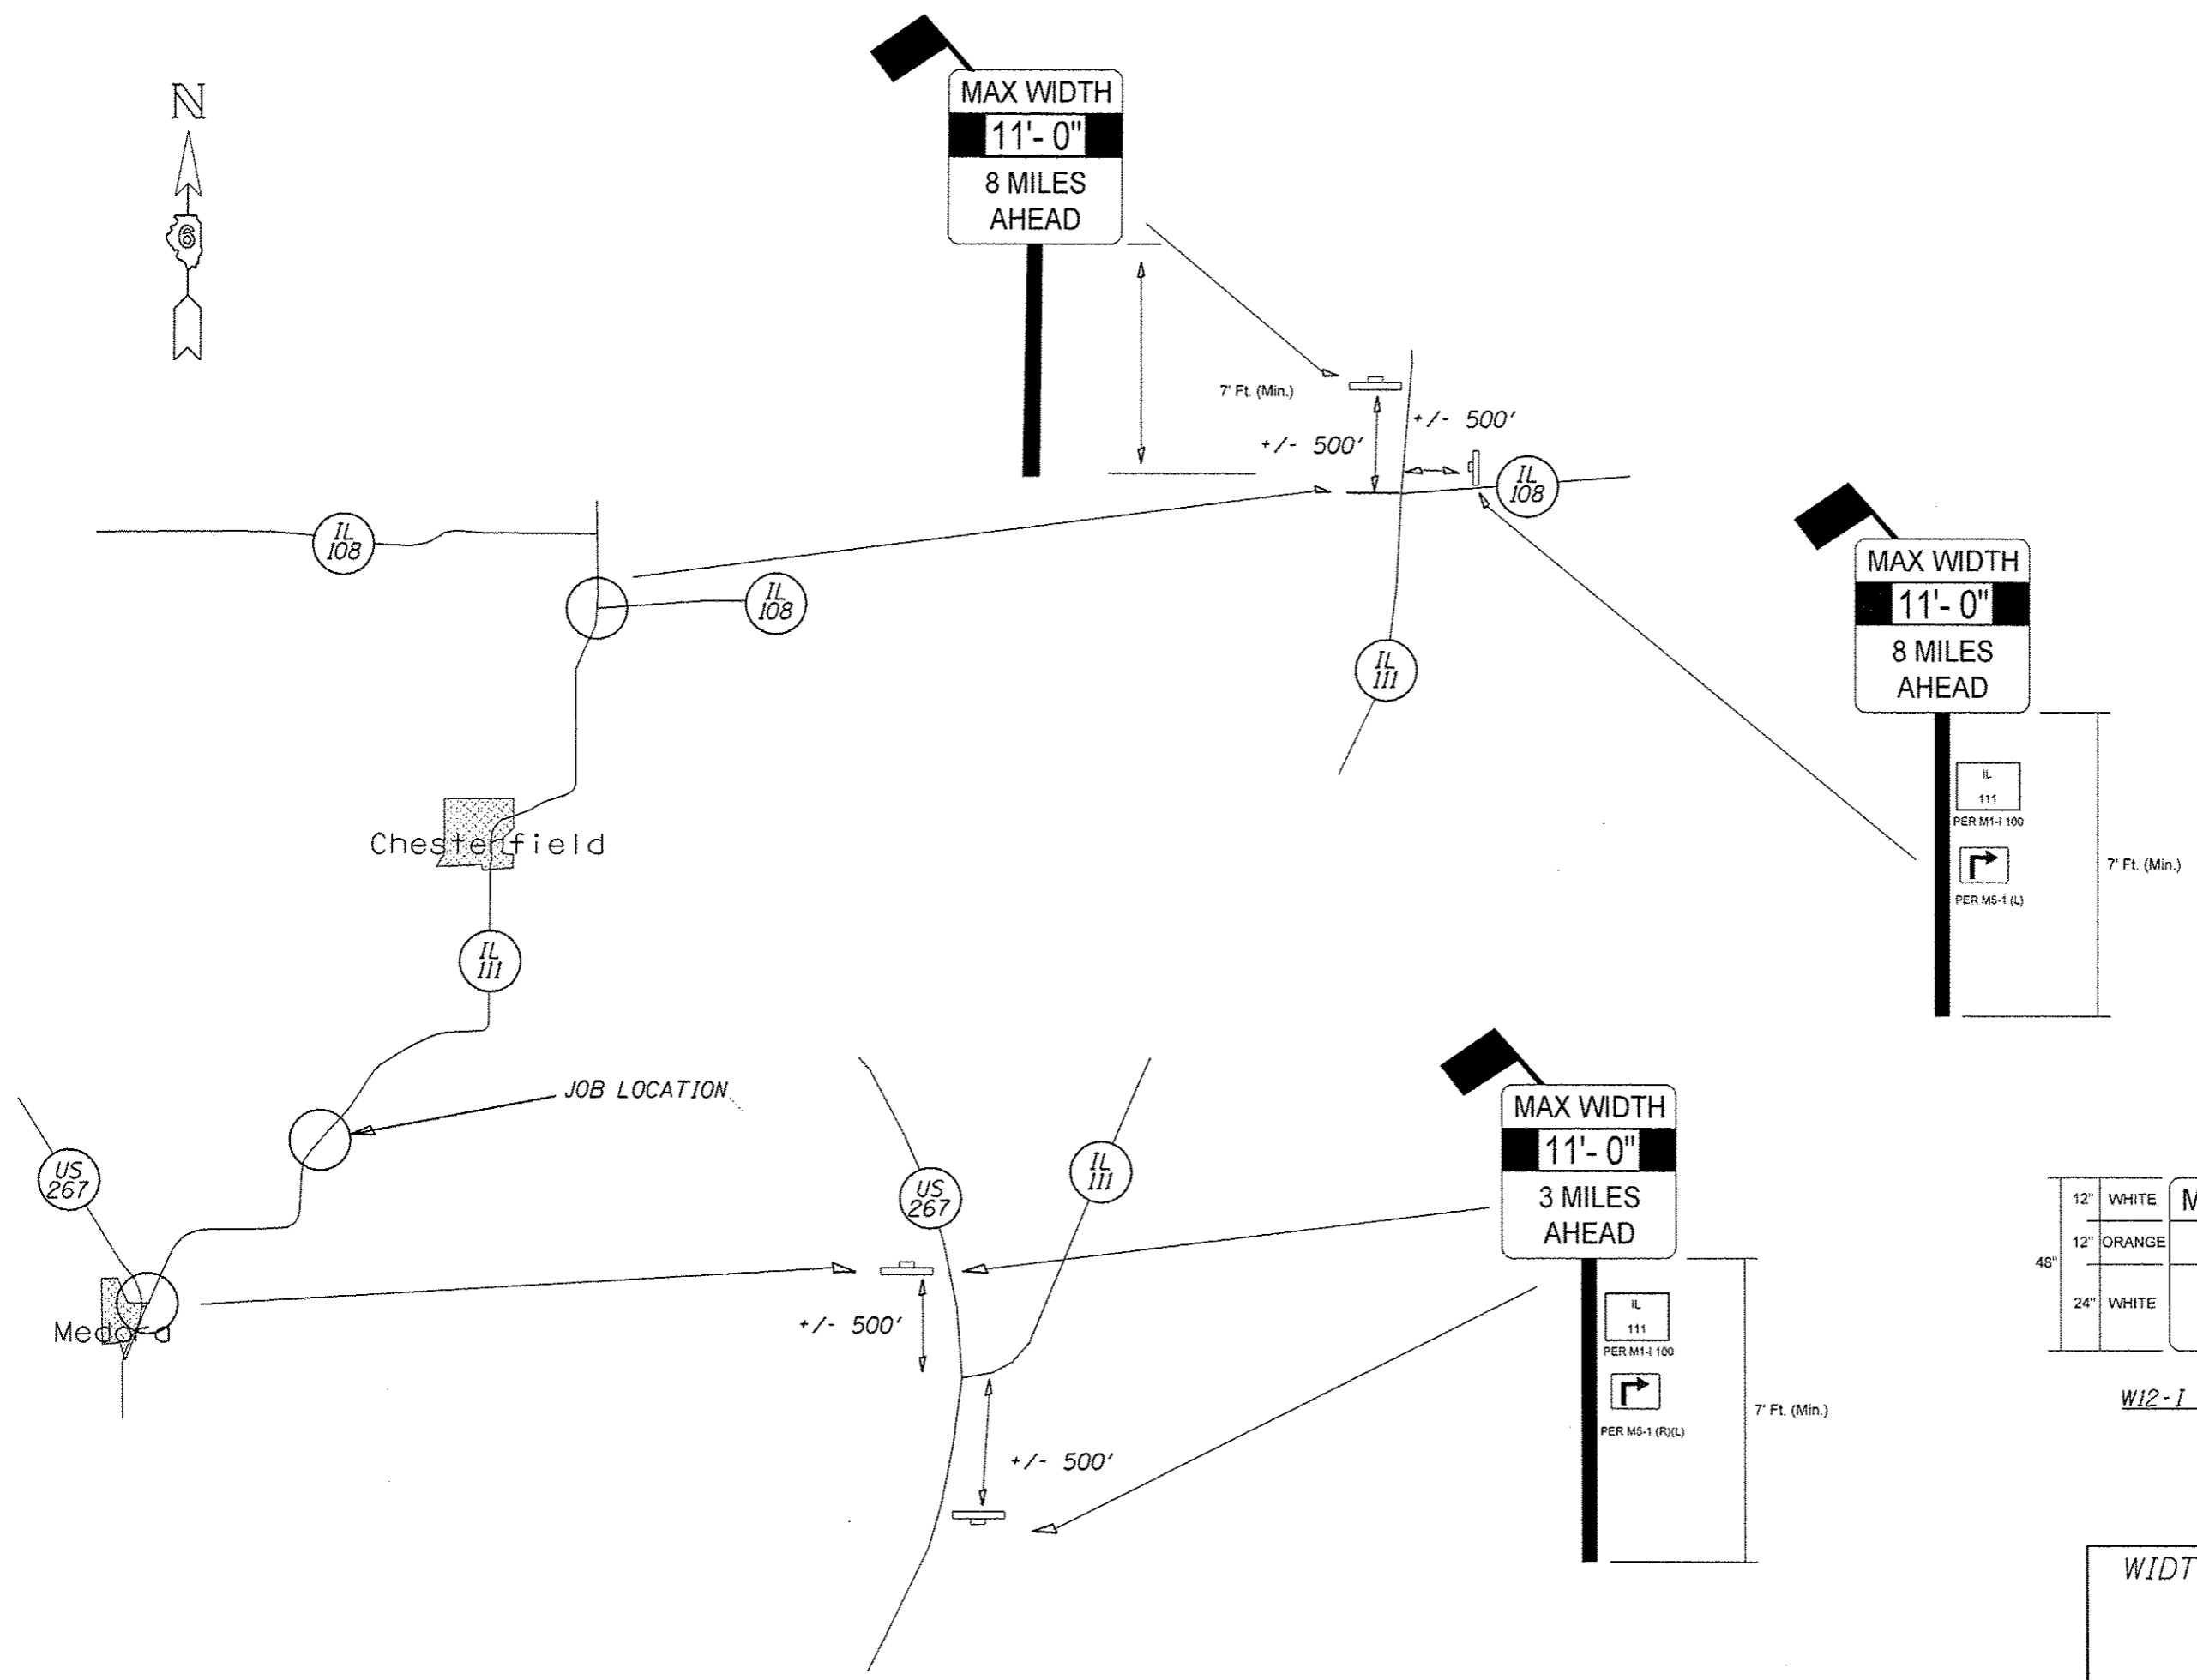 N
6
MAX WIDTH
11'- 0"
8 MILES
AHEAD
7' Ft. (Min.)
+/- 500'
+/- 500'
IL
108
IL
111
IL
108
IL
108
MAX WIDTH
11'- 0"
8 MILES
AHEAD
IL
111
PER M1-I 100
PER M5-1 (L)
7' Ft. (Min.)
Chesterfield
IL
111
JOB LOCATION
US
267
Medora
US
267
IL
111
+/- 500'
+/- 500'
MAX WIDTH
11'- 0"
3 MILES
AHEAD
IL
111
PER M1-I 100
PER M5-1 (R)(L)
7' Ft. (Min.)
48"
12" WHITE M
12" ORANGE
24" WHITE
W12-I
WIDT